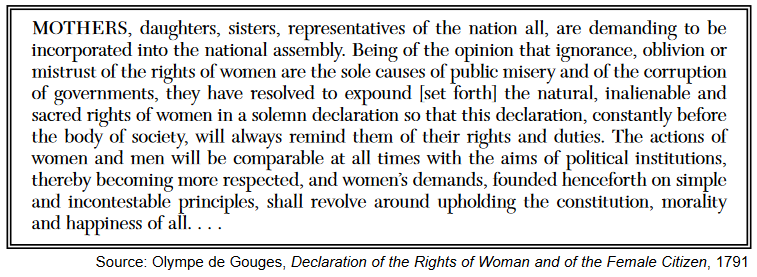 MOTHERS, daughters, sisters, representatives of the nation all, are demanding to be
incorporated into the national assembly. Being of the opinion that ignorance, oblivion or
mistrust of the rights of women are the sole causes of public misery and of the corruption
of governments, they have resolved to expound [set forth] the natural, inalienable and
sacred rights of women in a solemn declaration so that this declaration, constantly before
the body of society, will always remind them of their rights and duties. The actions of
women and men will be comparable at all times with the aims of political institutions,
thereby becoming more respected, and women’s demands, founded henceforth on simple
and incontestable principles, shall revolve around upholding the constitution, morality
and happiness of all. . . .
Source: Olympe de Gouges, Declaration of the Rights of Woman and of the Female Citizen, 1791